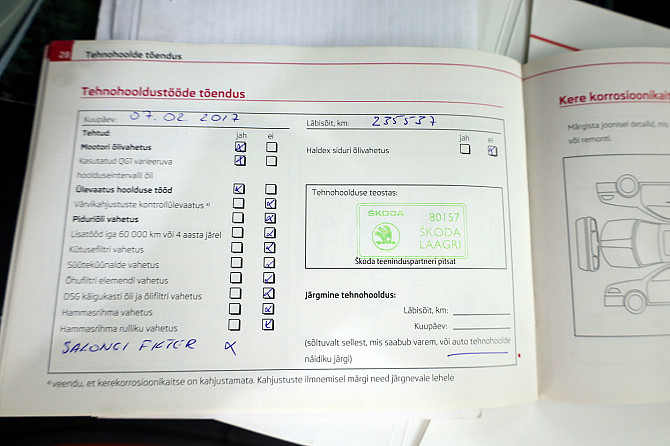 28 Tehnohoolde tõendus
Tehnohooldustööde tõendus
Kuupäev: 07.02.2017
Tehtud: jah ei
Mootori õlivahetus
Kasutatud QG1 varieeruva
hooldusintervalli õli
Ülevaatus hoolduse tööd
Värvikahjustuste kontrollülevaatus ᵃ⁾
Piduriõli vahetus
Lisatööd iga 60 000 km või 4 aasta järel
Kütusefiltri vahetus
Süüteküünalde vahetus
Õhufiltri elemendi vahetus
DSG käigukasti õli ja õlifiltri vahetus
Hammasrihma vahetus
Hammasrihma rulliku vahetus
SALONGI FILTER x
Läbisõit, km: 235537
jah ei
Haldex siduri õlivahetus
Tehnohoolduse teostas:
ŠKODA 80157
ŠKODA
LAAGRI
Škoda teeninduspartneri pitsat
Järgmine tehnohooldus:
Läbisõit, km:
Kuupäev:
(sõltuvalt sellest, mis saabub varem, või auto tehnohoolde
näidiku järgi)
ᵃ⁾ veendu, et kerekorrosioonikaitse on kahjustamata. Kahjustuste ilmnemisel märgi need järgnevale lehele
Kere korrosioonikait
Märgista joonisel detailid, mis
või remonti.